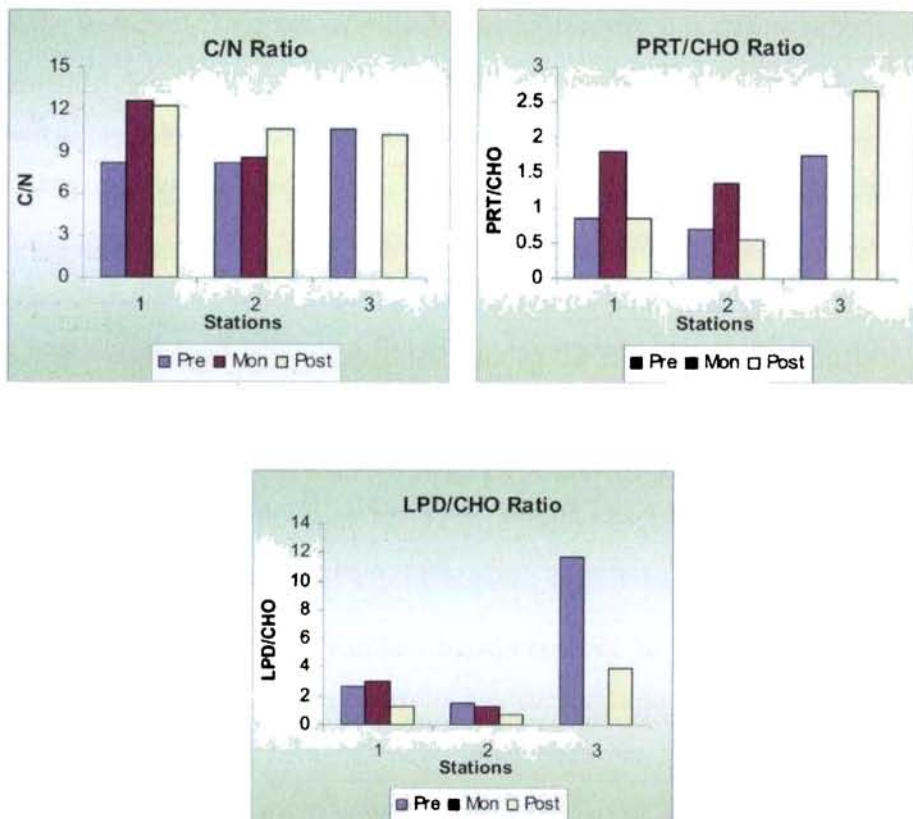 C/N Ratio
15
12
9
6
3
0
C/N
1 2 3
Stations
Pre Mon Post
PRT/CHO Ratio
3
2.5
2
1.5
1
0.5
0
PRT/CHO
1 2 3
Stations
Pre Mon Post
LPD/CHO Ratio
14
12
10
8
6
4
2
0
LPD/CHO
1 2 3
Stations
Pre Mon Post